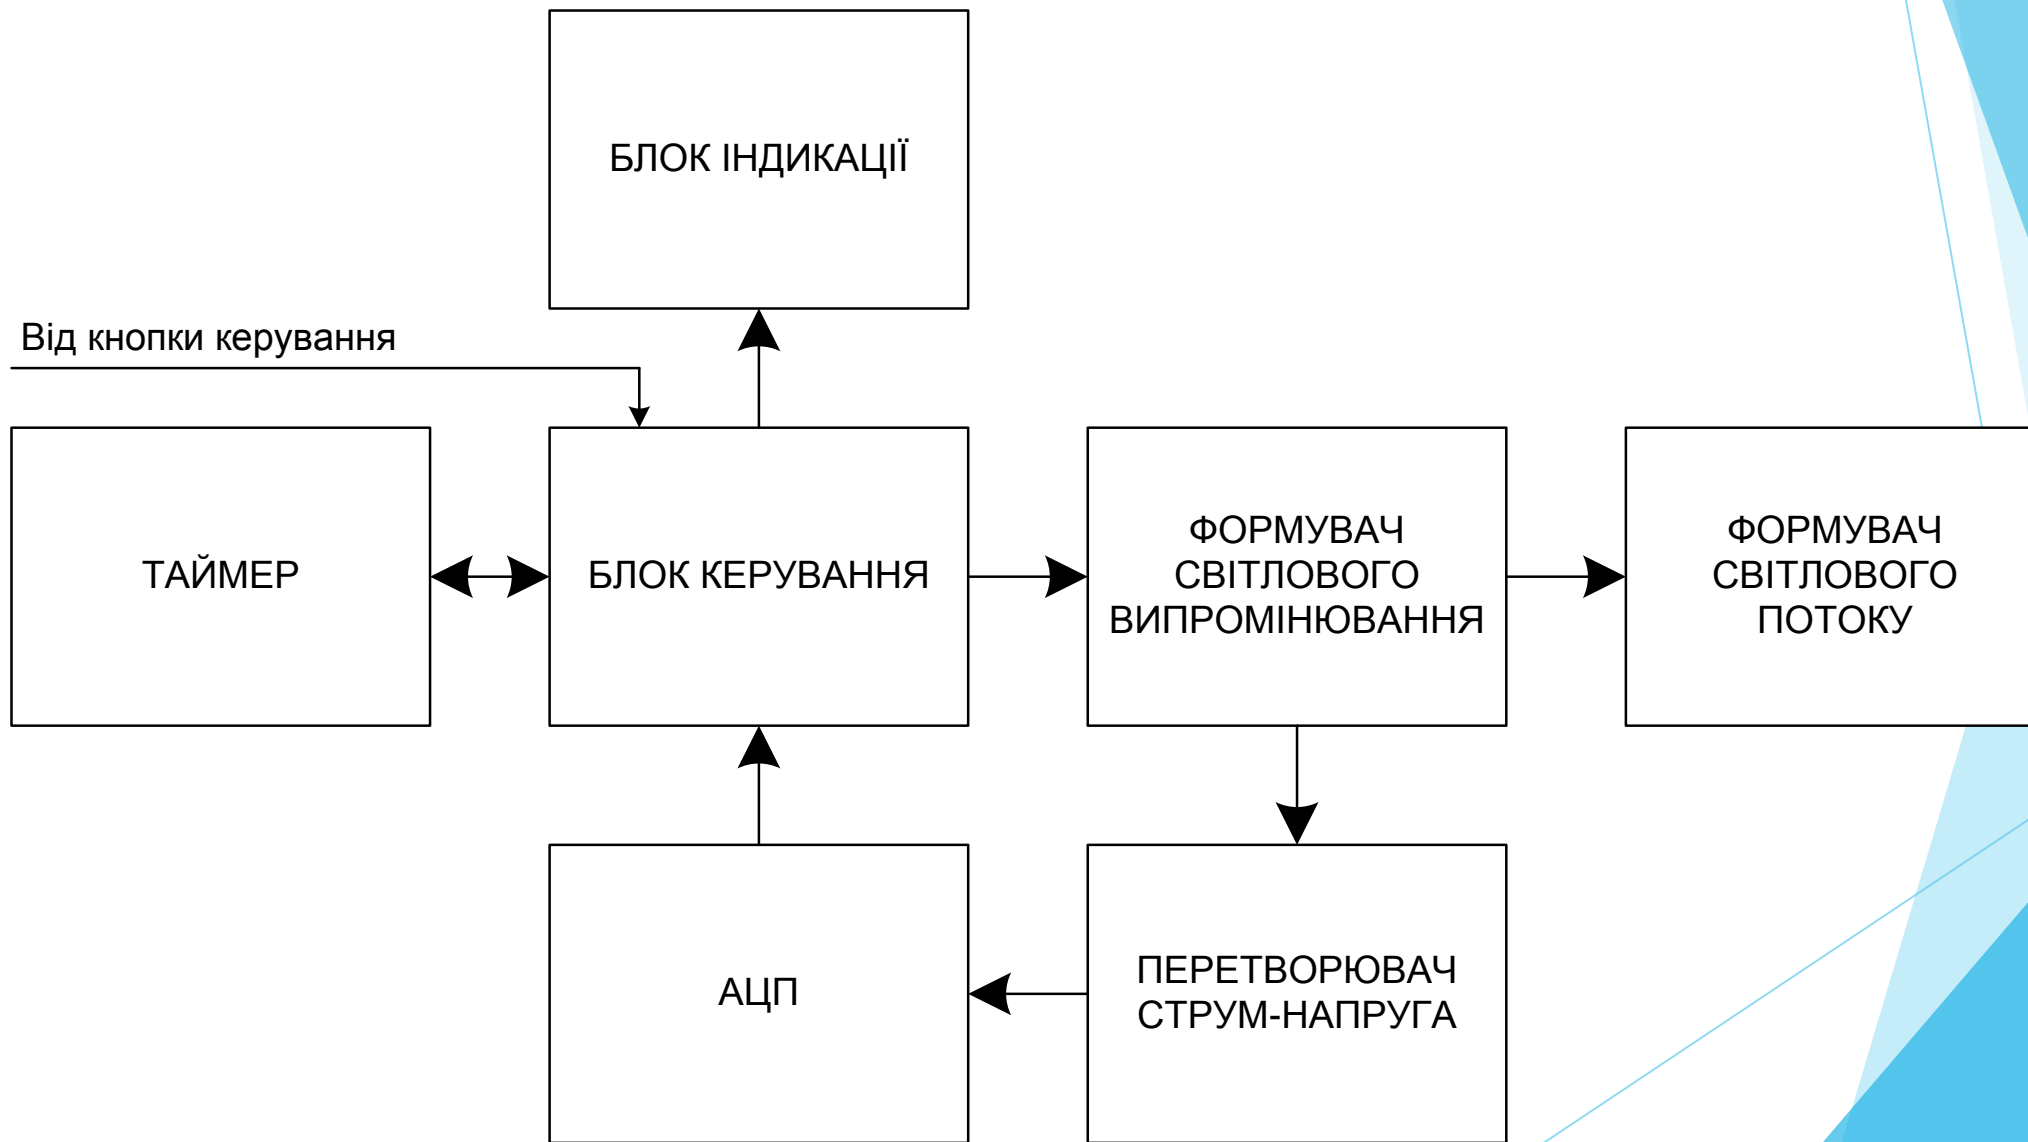 БЛОК ІНДИКАЦІЇ
Від кнопки керування
ТАЙМЕР
БЛОК КЕРУВАННЯ
ФОРМУВАЧ
СВІТЛОВОГО
ВИПРОМІНЮВАННЯ
ФОРМУВАЧ
СВІТЛОВОГО
ПОТОКУ
АЦП
ПЕРЕТВОРЮВАЧ
СТРУМ-НАПРУГА